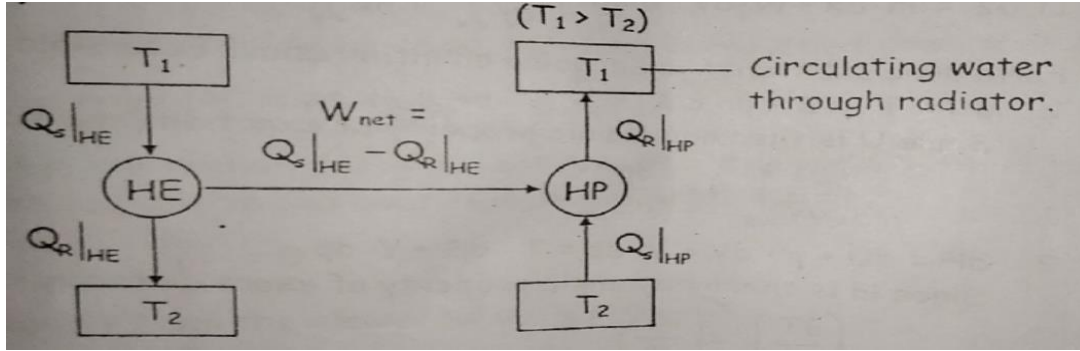 (T₁ > T₂)
T₁
T₁
Circulating water
through radiator.
Qₛ|HE
Wnet =
Qₛ|HE - Q_R|HE
Q_R|HP
HE
HP
Q_R|HE
Qₛ|HP
T₂
T₂